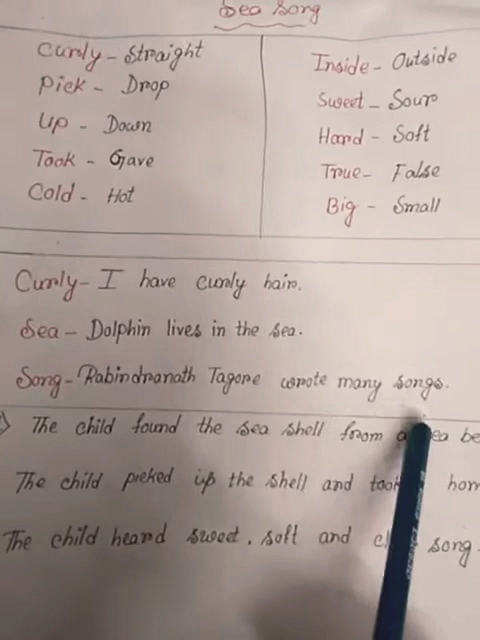 Sea Song
Curly - Straight
Pick - Drop
Up - Down
Took - Gave
Cold - Hot
Inside - Outside
Sweet - Sour
Hard - Soft
True - False
Big - Small
Curly - I have curly hair.
Sea - Dolphin lives in the sea.
Song - Rabindranath Tagore wrote many songs.
The child found the sea shell from a
The child picked up the shell and took
The child heard sweet, soft and song.